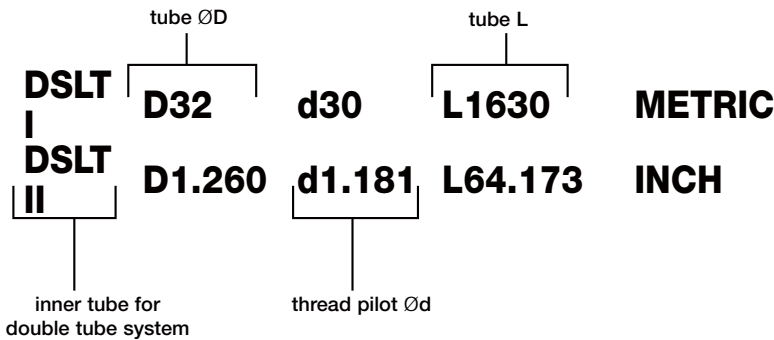 tube ØD
tube L
DSLT I D32 d30 L1630 METRIC
DSLT II D1.260 d1.181 L64.173 INCH
inner tube for
double tube system
thread pilot Ød